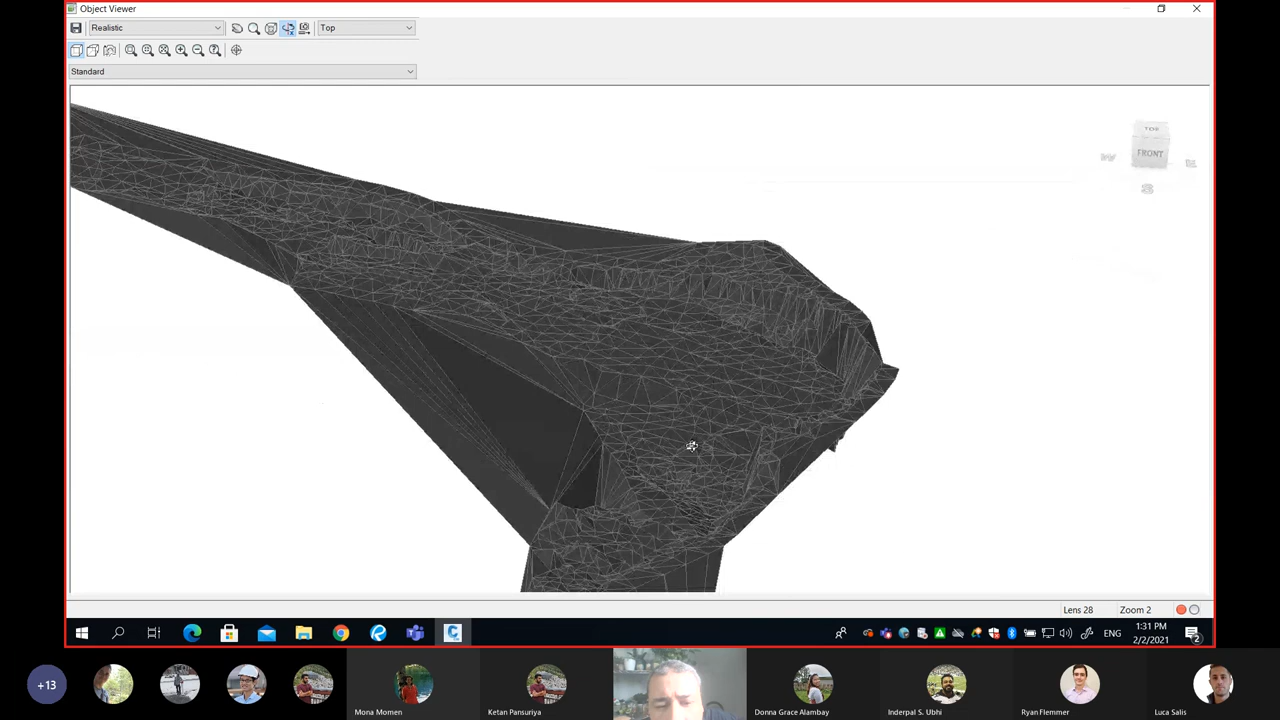 Object Viewer
Realistic
Top
Standard
TOP
FRONT
W
S
E
Lens 28
Zoom 2
ENG
1:31 PM
2/2/2021
2
+13
Mona Momen
Ketan Pansuriya
Donna Grace Alambay
Inderpal S. Ubhi
Ryan Flemmer
Luca Salis